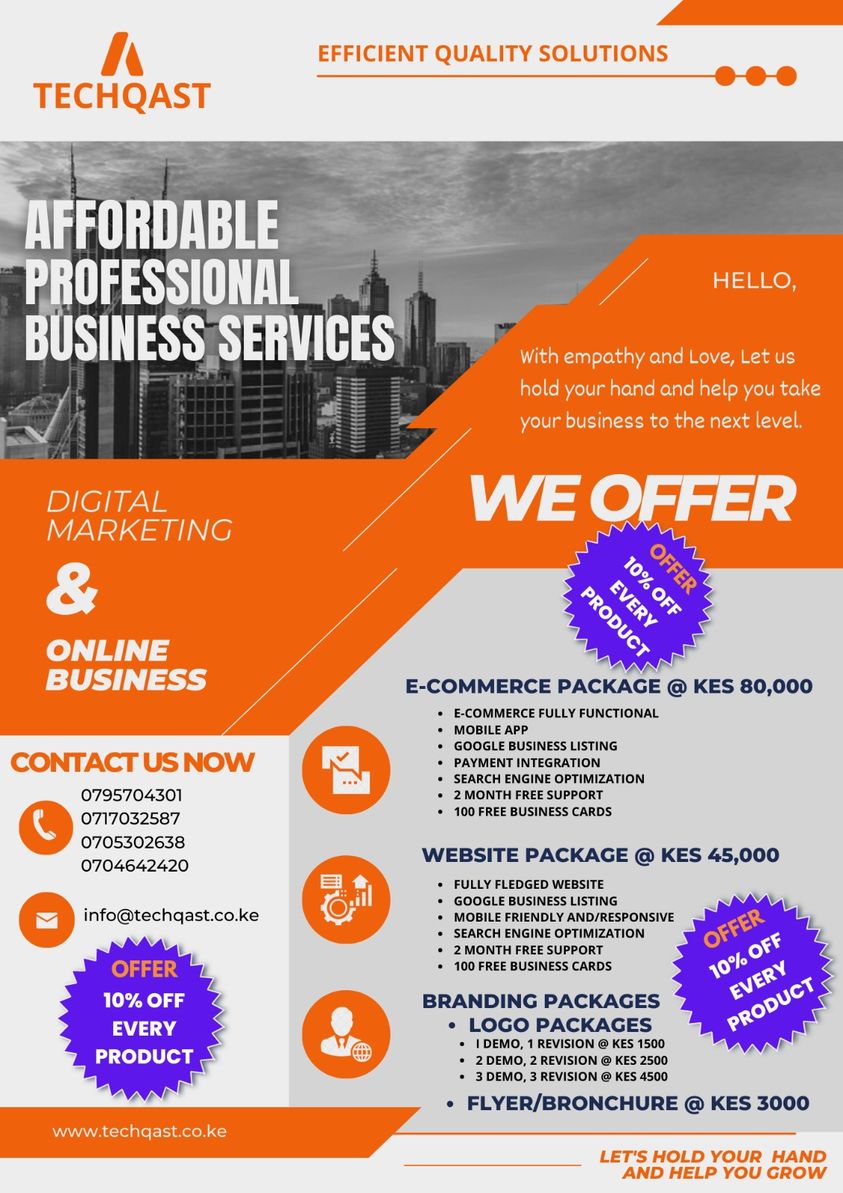 TECHQAST
EFFICIENT QUALITY SOLUTIONS
AFFORDABLE
PROFESSIONAL
BUSINESS SERVICES
HELLO,
With empathy and Love, Let us
hold your hand and help you take
your business to the next level.
DIGITAL
MARKETING
&
ONLINE
BUSINESS
WE OFFER
OFFER
10% OFF
EVERY
PRODUCT
E-COMMERCE PACKAGE @ KES 80,000
• E-COMMERCE FULLY FUNCTIONAL
• MOBILE APP
• GOOGLE BUSINESS LISTING
• PAYMENT INTEGRATION
• SEARCH ENGINE OPTIMIZATION
• 2 MONTH FREE SUPPORT
• 100 FREE BUSINESS CARDS
CONTACT US NOW
0795704301
0717032587
0705302638
0704642420
info@techqast.co.ke
OFFER
10% OFF
EVERY
PRODUCT
WEBSITE PACKAGE @ KES 45,000
• FULLY FLEDGED WEBSITE
• GOOGLE BUSINESS LISTING
• MOBILE FRIENDLY AND/RESPONSIVE
• SEARCH ENGINE OPTIMIZATION
• 2 MONTH FREE SUPPORT
• 100 FREE BUSINESS CARDS
OFFER
10% OFF
EVERY
PRODUCT
BRANDING PACKAGES
• LOGO PACKAGES
• I DEMO, 1 REVISION @ KES 1500
• 2 DEMO, 2 REVISION @ KES 2500
• 3 DEMO, 3 REVISION @ KES 4500
• FLYER/BRONCHURE @ KES 3000
www.techqast.co.ke
LET'S HOLD YOUR HAND
AND HELP YOU GROW